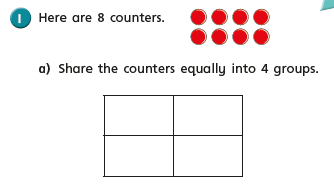 1 Here are 8 counters.
a) Share the counters equally into 4 groups.